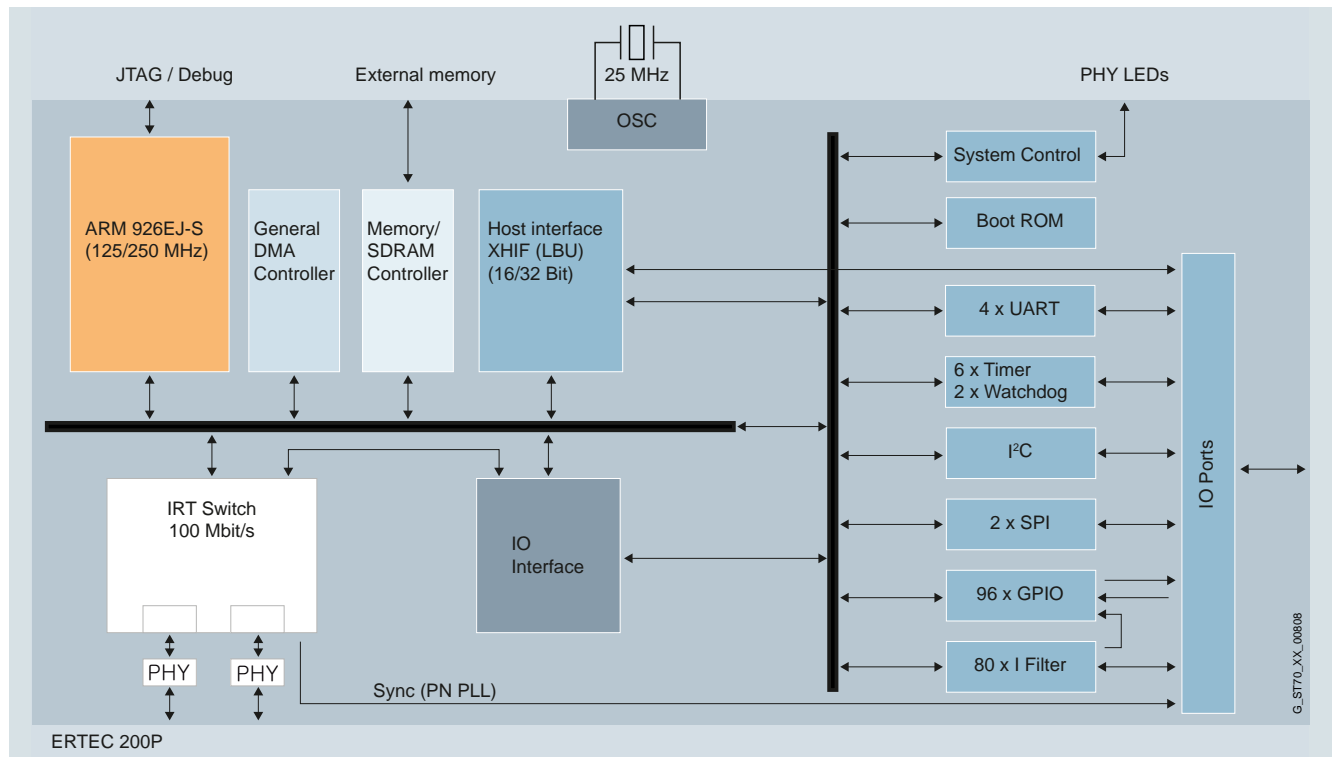 JTAG / Debug
External memory
25 MHz
PHY LEDs
OSC
ARM 926EJ-S
(125/250 MHz)
General
DMA
Controller
Memory/
SDRAM
Controller
Host interface
XHIF (LBU)
(16/32 Bit)
System Control
Boot ROM
4 x UART
6 x Timer
2 x Watchdog
I²C
2 x SPI
96 x GPIO
80 x I Filter
IO Ports
IRT Switch
100 Mbit/s
IO
Interface
PHY
PHY
Sync (PN PLL)
G_ST70_XX_00808
ERTEC 200P